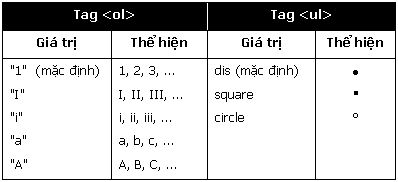 Tag <ol> Tag <ul>
Giá trị Thể hiện Giá trị Thể hiện
"1" (mặc định) 1, 2, 3, ... dis (mặc định) •
"I" I, II, III, ... square ▪
"i" i, ii, iii, ... circle ○
"a" a, b, c, ...
"A" A, B, C, ...